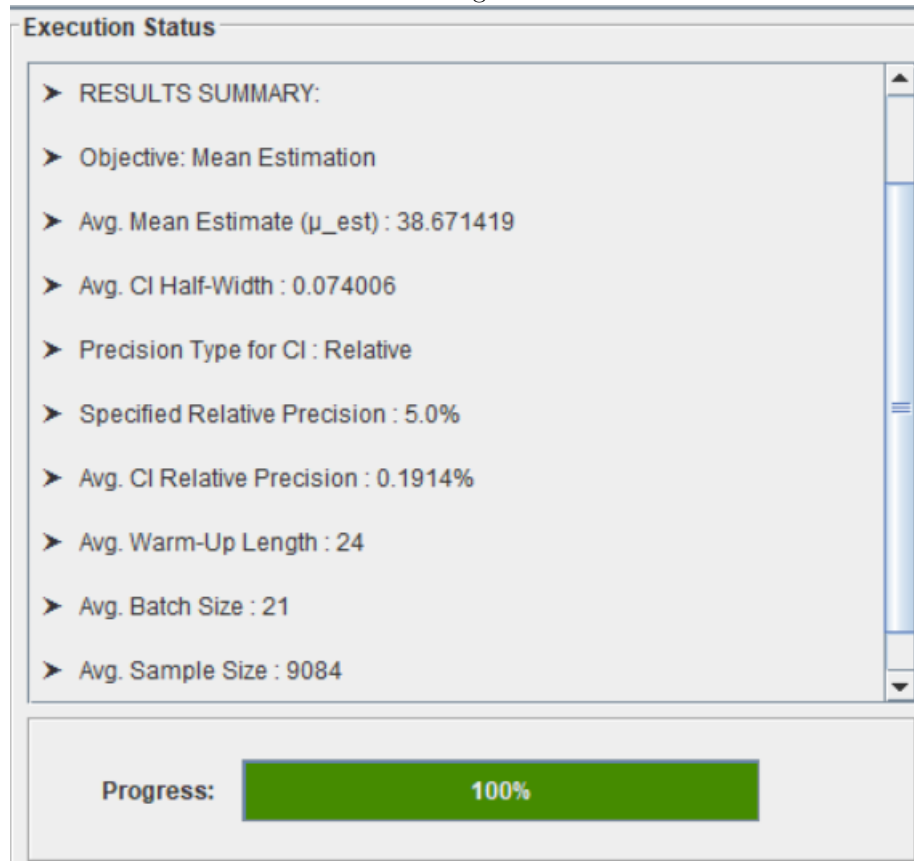 Execution Status
➤ RESULTS SUMMARY:
➤ Objective: Mean Estimation
➤ Avg. Mean Estimate (μ_est) : 38.671419
➤ Avg. CI Half-Width : 0.074006
➤ Precision Type for CI : Relative
➤ Specified Relative Precision : 5.0%
➤ Avg. CI Relative Precision : 0.1914%
➤ Avg. Warm-Up Length : 24
➤ Avg. Batch Size : 21
➤ Avg. Sample Size : 9084
Progress: 100%